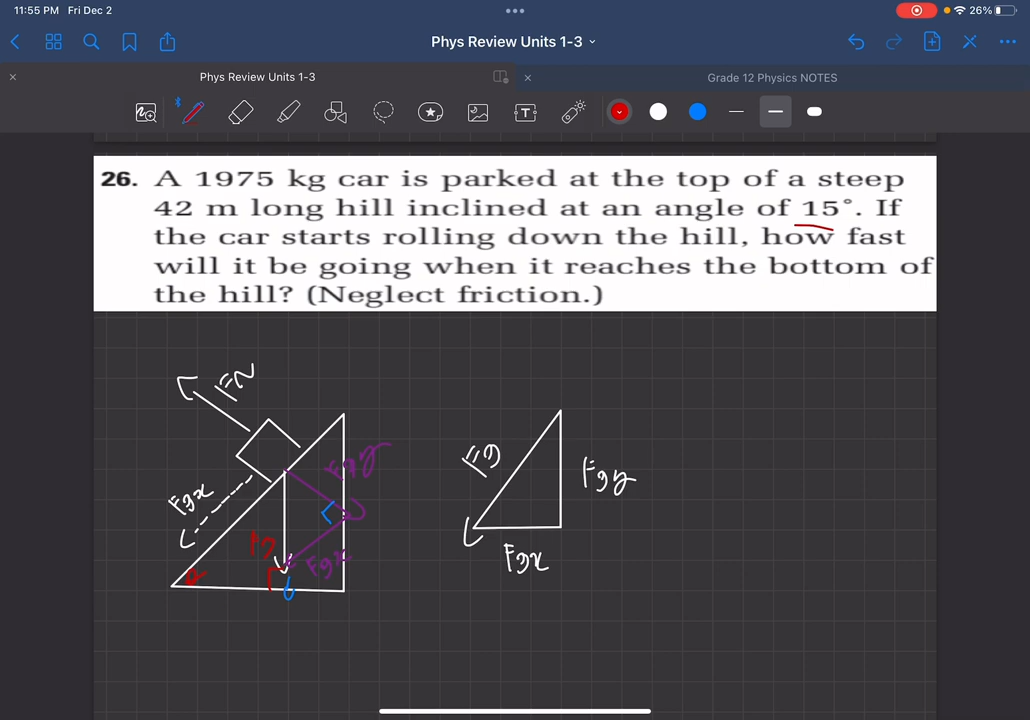 11:55 PM Fri Dec 2
26%
Phys Review Units 1-3
Phys Review Units 1-3
Grade 12 Physics NOTES
26. A 1975 kg car is parked at the top of a steep
42 m long hill inclined at an angle of 15°. If
the car starts rolling down the hill, how fast
will it be going when it reaches the bottom of
the hill? (Neglect friction.)
FN
Fgy
Fg
Fgy
Fgx
Fg
Fgx
Fgx